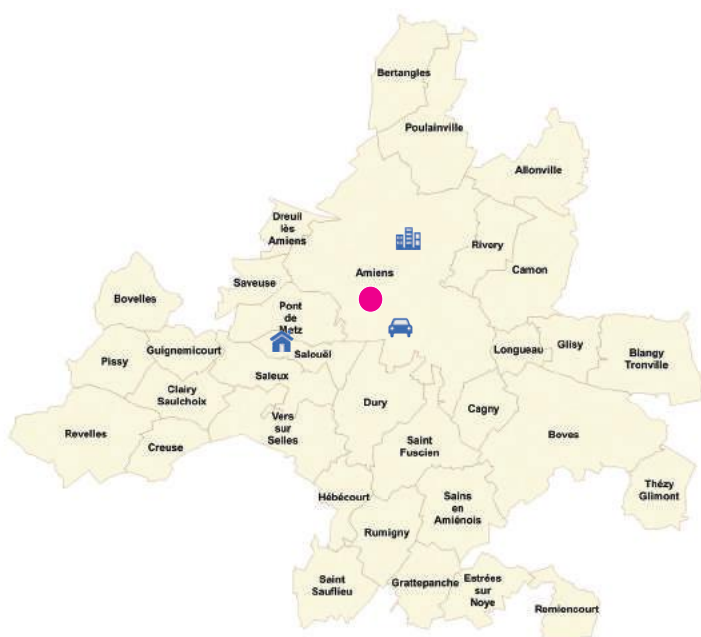 Bertangles
Poulainville
Allonville
Dreuil
lès
Amiens
Rivery
Amiens
Camon
Saveuse
Bovelles
Pont
de
Metz
Guignemicourt
Salouël
Longueau
Glisy
Blangy
Tronville
Pissy
Saleux
Clairy
Saulchoix
Dury
Cagny
Vers
sur
Selles
Revelles
Creuse
Saint
Fuscien
Boves
Thézy
Glimont
Hébécourt
Sains
en
Amiénois
Rumigny
Saint
Sauflieu
Grattepanche
Estrées
sur
Noye
Remiencourt